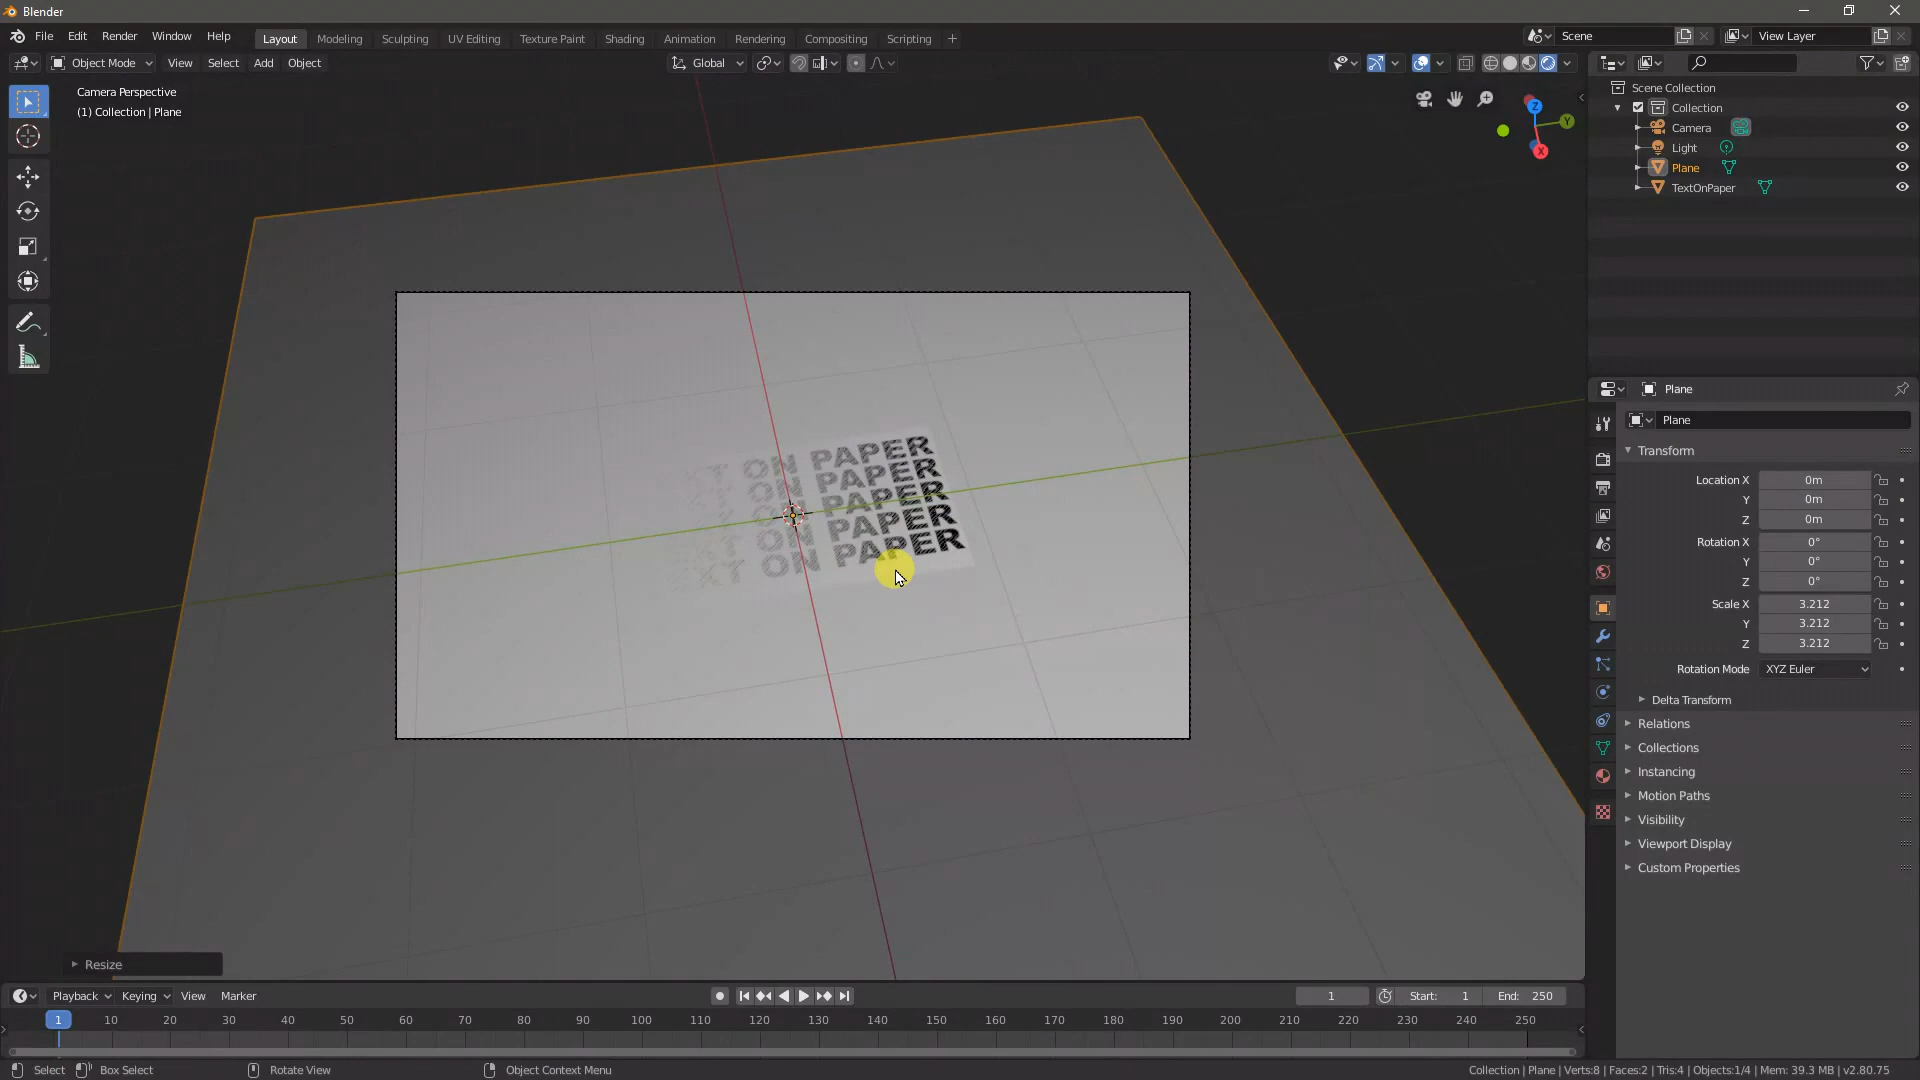 Blender
File Edit Render Window Help
Layout Modeling Sculpting UV Editing Texture Paint Shading Animation Rendering Compositing Scripting +
Scene
View Layer
Object Mode View Select Add Object
Global
Camera Perspective
(1) Collection | Plane
Z
Y
X
Scene Collection
Collection
Camera
Light
Plane
TextOnPaper
XT ON PAPER
ON PAPER
ON PAPER
ON PAPER
XT ON PAPER
Plane
Plane
Transform
Location X 0m
Y 0m
Z 0m
Rotation X 0°
Y 0°
Z 0°
Scale X 3.212
Y 3.212
Z 3.212
Rotation Mode XYZ Euler
Delta Transform
Relations
Collections
Instancing
Motion Paths
Visibility
Viewport Display
Custom Properties
Resize
Playback Keying View Marker
1 Start: 1 End: 250
1 10 20 30 40 50 60 70 80 90 100 110 120 130 140 150 160 170 180 190 200 210 220 230 240 250
Select Box Select Rotate View Object Context Menu
Collection | Plane | Verts:8 | Faces:2 | Tris:4 | Objects:1/4 | Mem: 39.3 MB | v2.80.75